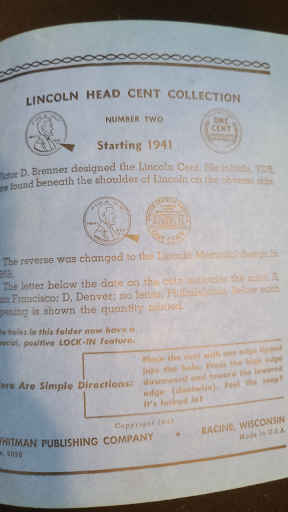 LINCOLN HEAD CENT COLLECTION
NUMBER TWO
ONE
CENT
Starting 1941
Victor D. Brenner designed the Lincoln Cent. His initials, VDB,
are found beneath the shoulder of Lincoln on the obverse side.
The reverse was changed to the Lincoln Memorial design in
The letter below the date on the coin indicates the mint: S
San Francisco; D, Denver; no letter, Philadelphia. Below each
opening is shown the quantity minted.
The holes in this folder now have a
special, positive LOCK-IN feature.
Here Are Simple Directions:
Place the coin with one edge tipped
into the hole. Press the high edge
downward and toward the lowered
edge (dovetail). Feel the snap?
It's locked in!
Copyright
WHITMAN PUBLISHING COMPANY • RACINE, WISCONSIN
Made in U.S.A.